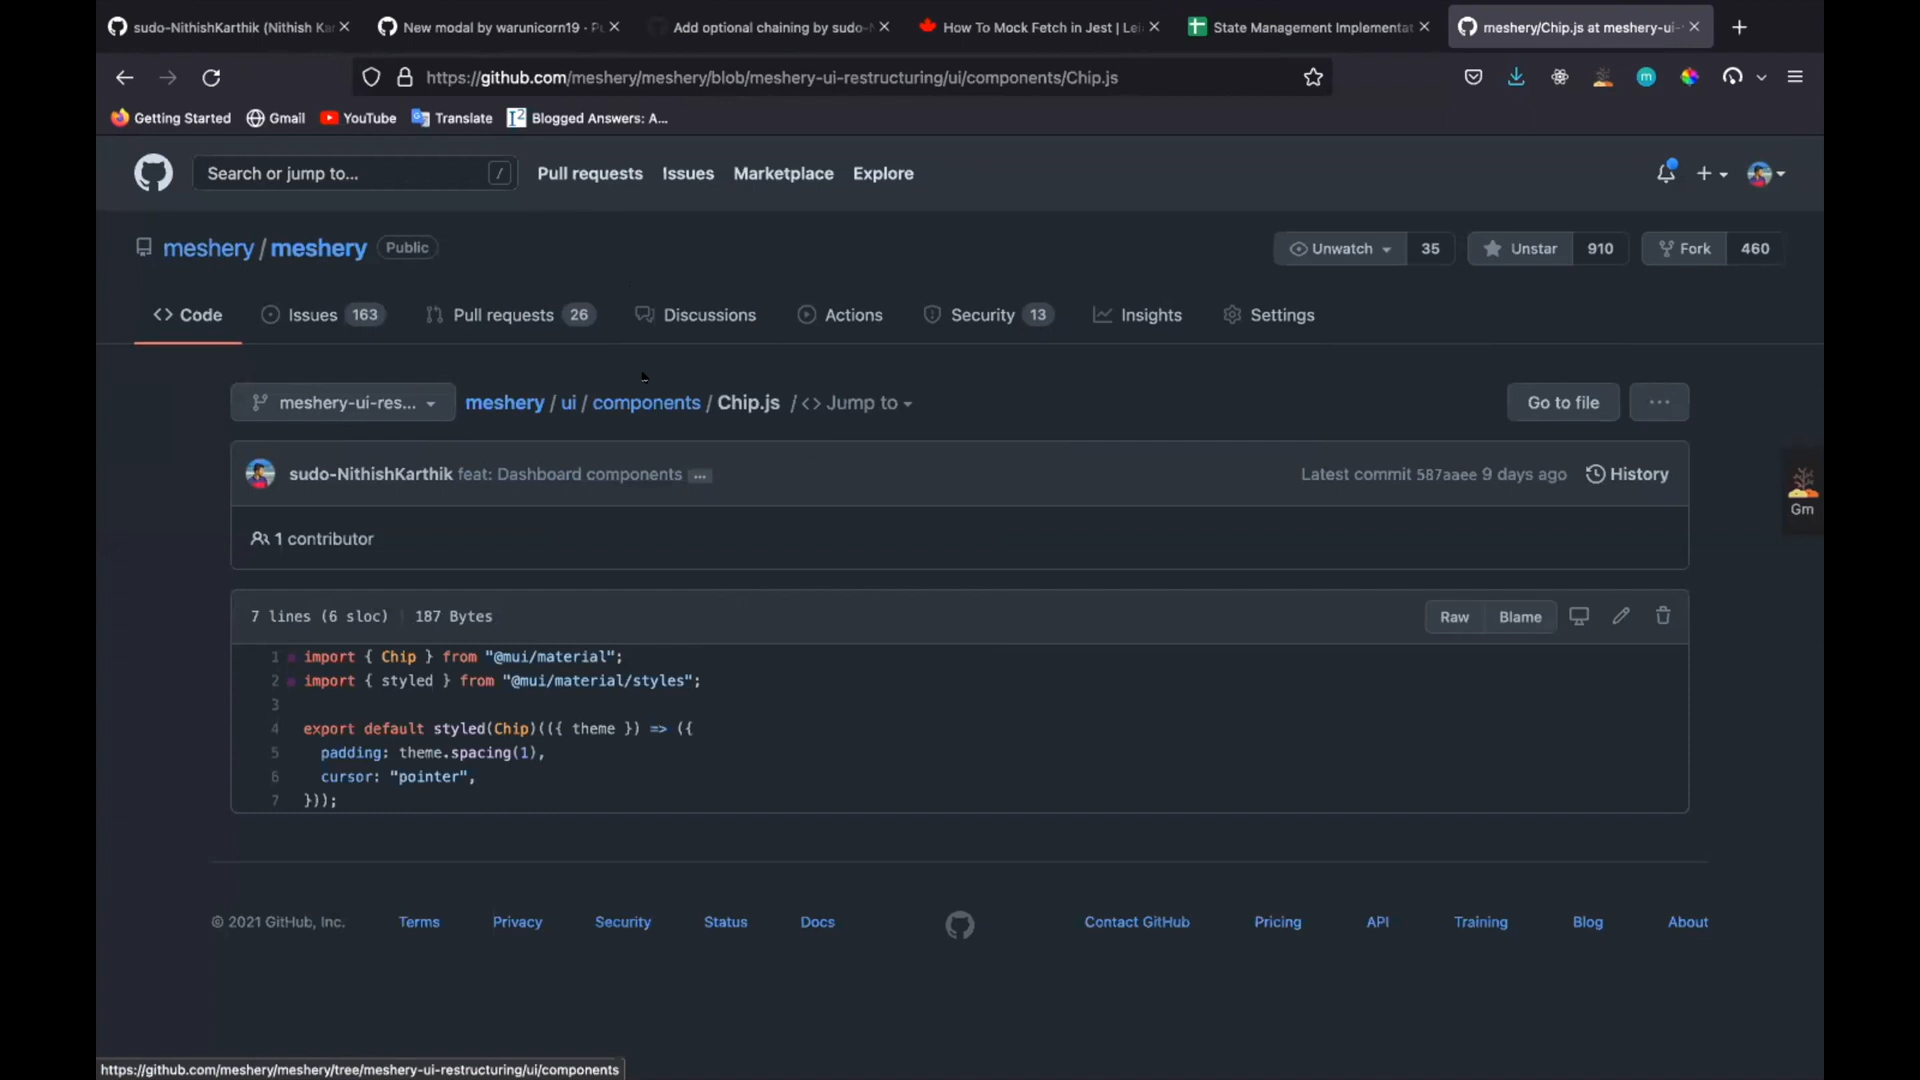 sudo-NithishKarthik (Nithish Ka
New modal by warunicorn19 · Pu
Add optional chaining by sudo-
How To Mock Fetch in Jest | Lei
State Management Implementat
meshery/Chip.js at meshery-ui-
https://github.com/meshery/meshery/blob/meshery-ui-restructuring/ui/components/Chip.js
m
Getting Started
Gmail
YouTube
Translate
Blogged Answers: A...
Search or jump to...
/
Pull requests
Issues
Marketplace
Explore
meshery / meshery
Public
Unwatch
35
Unstar
910
Fork
460
Code
Issues 163
Pull requests 26
Discussions
Actions
Security 13
Insights
Settings
meshery-ui-res...
meshery / ui / components / Chip.js / <> Jump to
Go to file
...
sudo-NithishKarthik feat: Dashboard components ...
Latest commit 587aaee 9 days ago
History
Gm
1 contributor
7 lines (6 sloc) | 187 Bytes
Raw
Blame
1 import { Chip } from "@mui/material";
2 import { styled } from "@mui/material/styles";
3
4 export default styled(Chip)(({ theme }) => ({
5 padding: theme.spacing(1),
6 cursor: "pointer",
7 }));
© 2021 GitHub, Inc.
Terms
Privacy
Security
Status
Docs
Contact GitHub
Pricing
API
Training
Blog
About
https://github.com/meshery/meshery/tree/meshery-ui-restructuring/ui/components